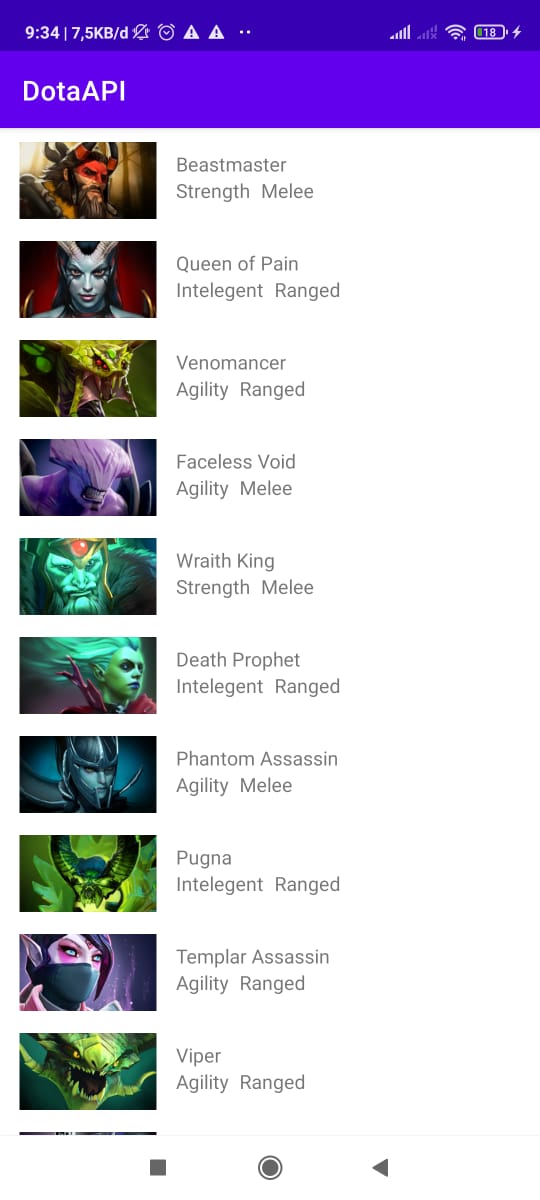 9:34 | 7,5KB/d
18
DotaAPI
Beastmaster
Strength Melee
Queen of Pain
Intelegent Ranged
Venomancer
Agility Ranged
Faceless Void
Agility Melee
Wraith King
Strength Melee
Death Prophet
Intelegent Ranged
Phantom Assassin
Agility Melee
Pugna
Intelegent Ranged
Templar Assassin
Agility Ranged
Viper
Agility Ranged